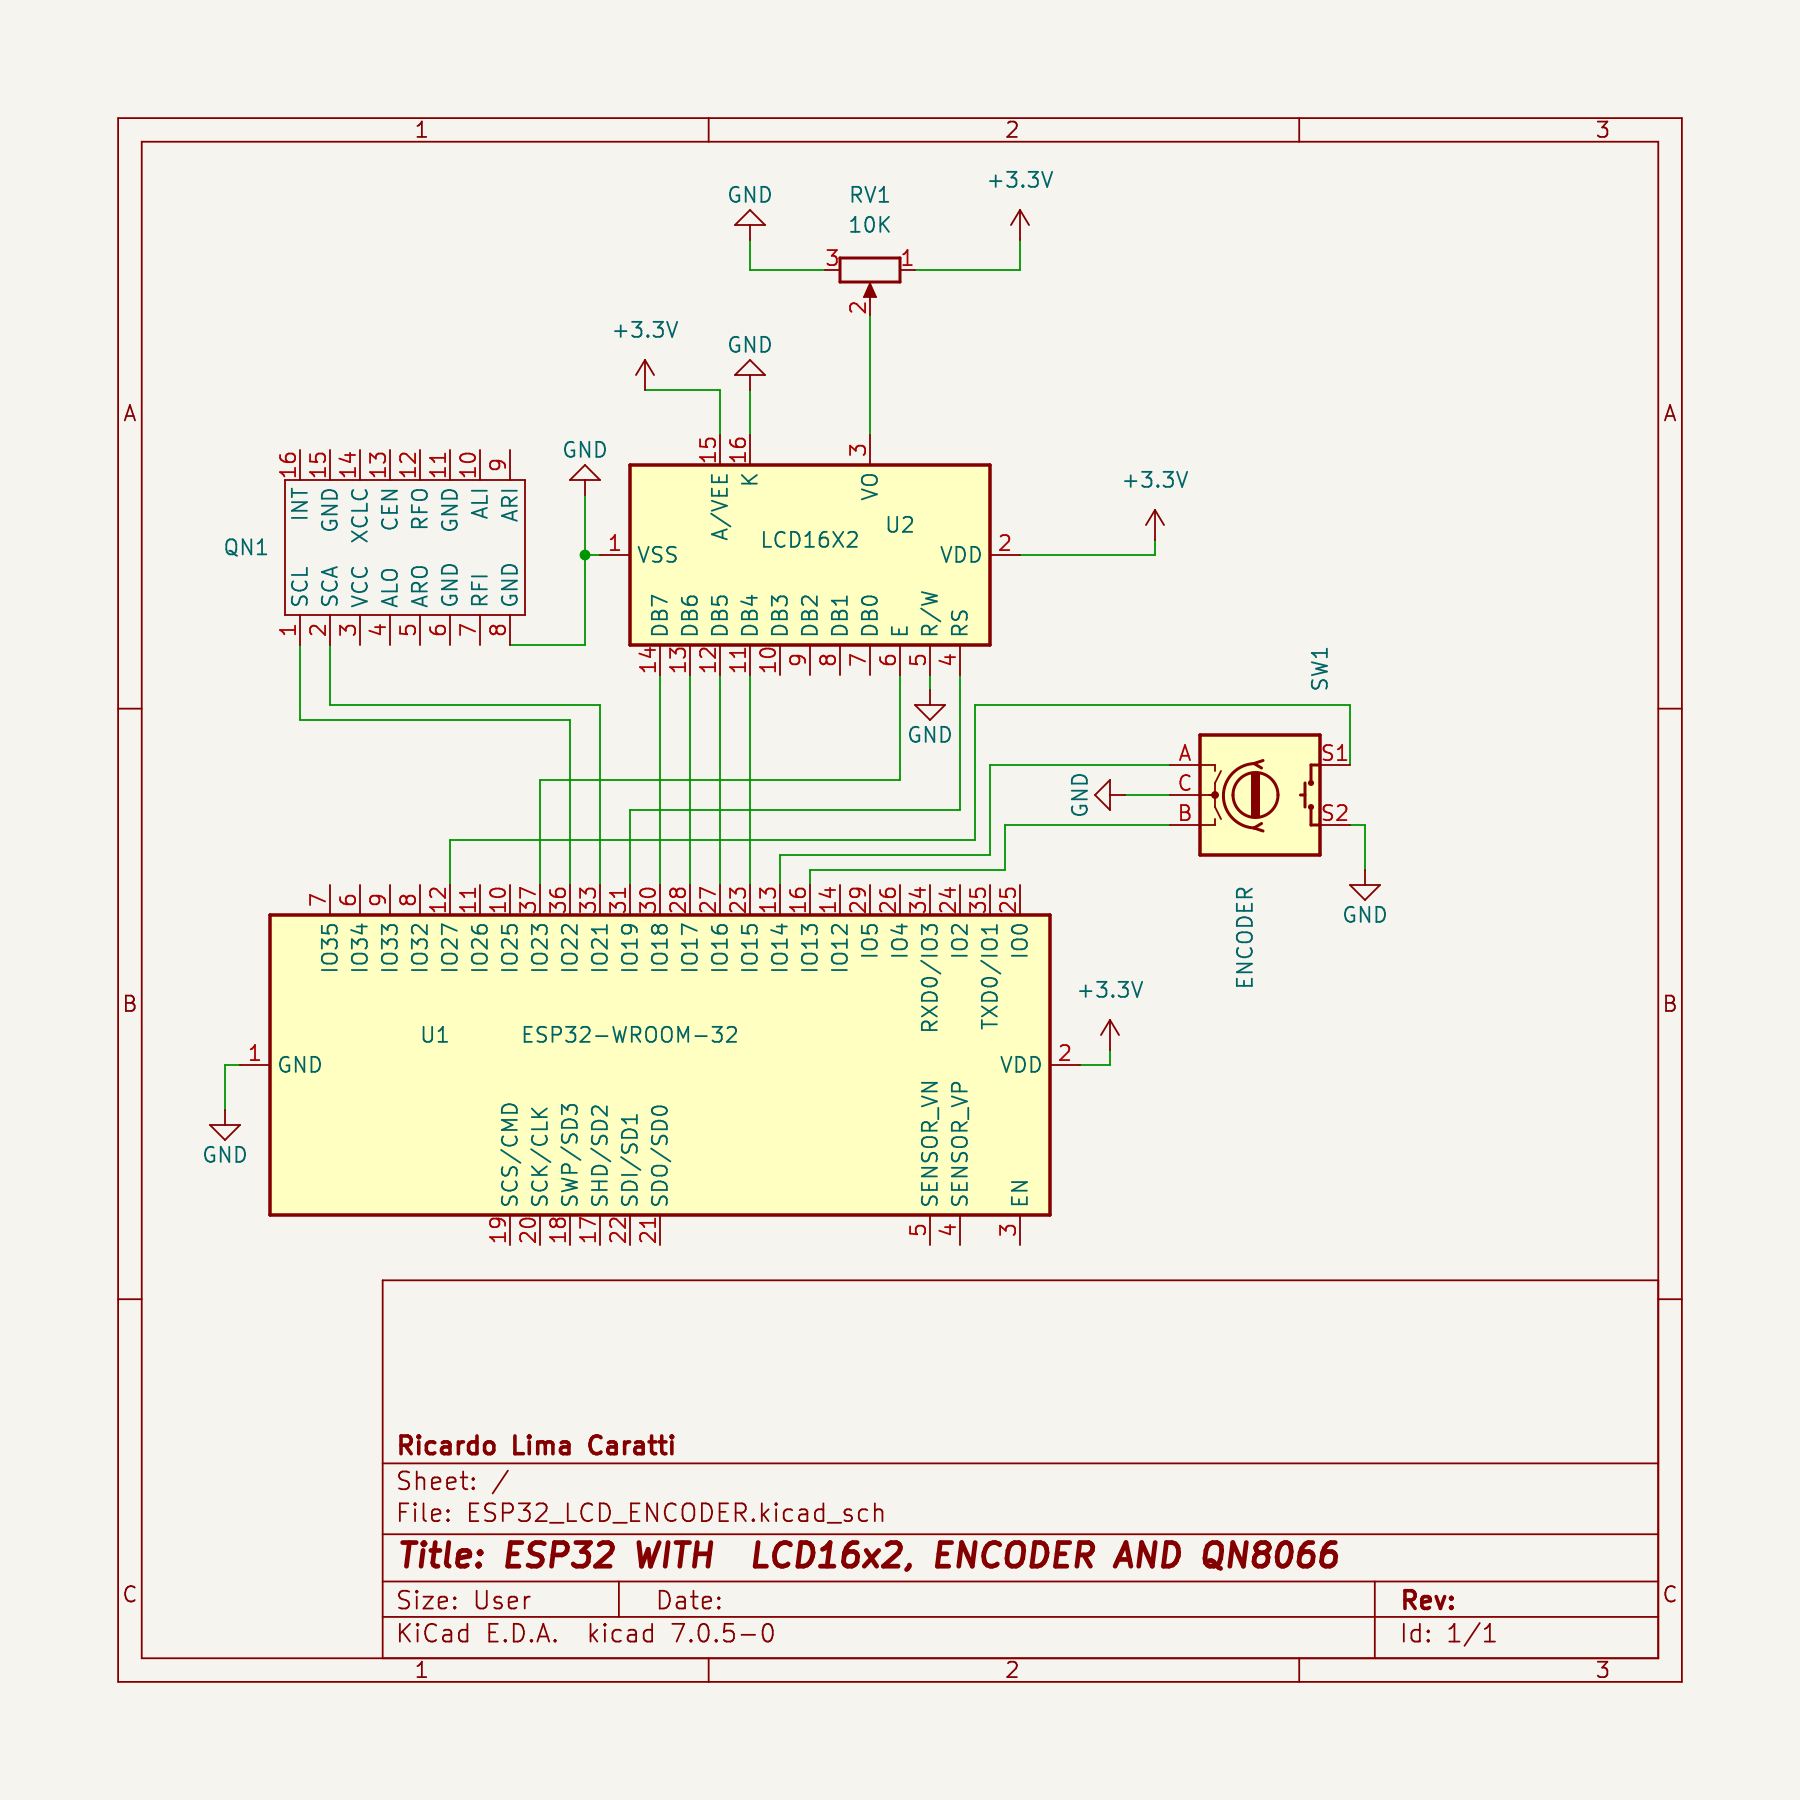 1 2 3
GND RV1 +3.3V
10K
3 1
2
+3.3V GND
A A
15 16 3
GND
16 15 14 13 12 11 10 9
INT GND XCLC CEN RFO GND ALI ARI
A/VEE K VO
+3.3V
U2
LCD16X2
QN1
1 VSS VDD 2
SCL SCA VCC ALO ARO GND RFI GND
DB7 DB6 DB5 DB4 DB3 DB2 DB1 DB0 E R/W RS
1 2 3 4 5 6 7 8
14 13 12 11 10 9 8 7 6 5 4
SW1
GND
A S1
GND C
B S2
7 6 9 8 12 11 10 37 36 33 31 30 28 27 23 13 16 14 29 26 34 24 35 25
GND
IO35 IO34 IO33 IO32 IO27 IO26 IO25 IO23 IO22 IO21 IO19 IO18 IO17 IO16 IO15 IO14 IO13 IO12 IO5 IO4 RXD0/IO3 IO2 TXD0/IO1 IO0
ENCODER
+3.3V
B B
U1 ESP32-WROOM-32
1 GND VDD 2
GND
SCS/CMD SCK/CLK SWP/SD3 SHD/SD2 SDI/SD1 SDO/SD0 SENSOR_VN SENSOR_VP EN
19 20 18 17 22 21 5 4 3
Ricardo Lima Caratti
Sheet: /
File: ESP32_LCD_ENCODER.kicad_sch
Title: ESP32 WITH LCD16x2, ENCODER AND QN8066
C C
Size: User Date: Rev:
KiCad E.D.A. kicad 7.0.5-0 Id: 1/1
1 2 3